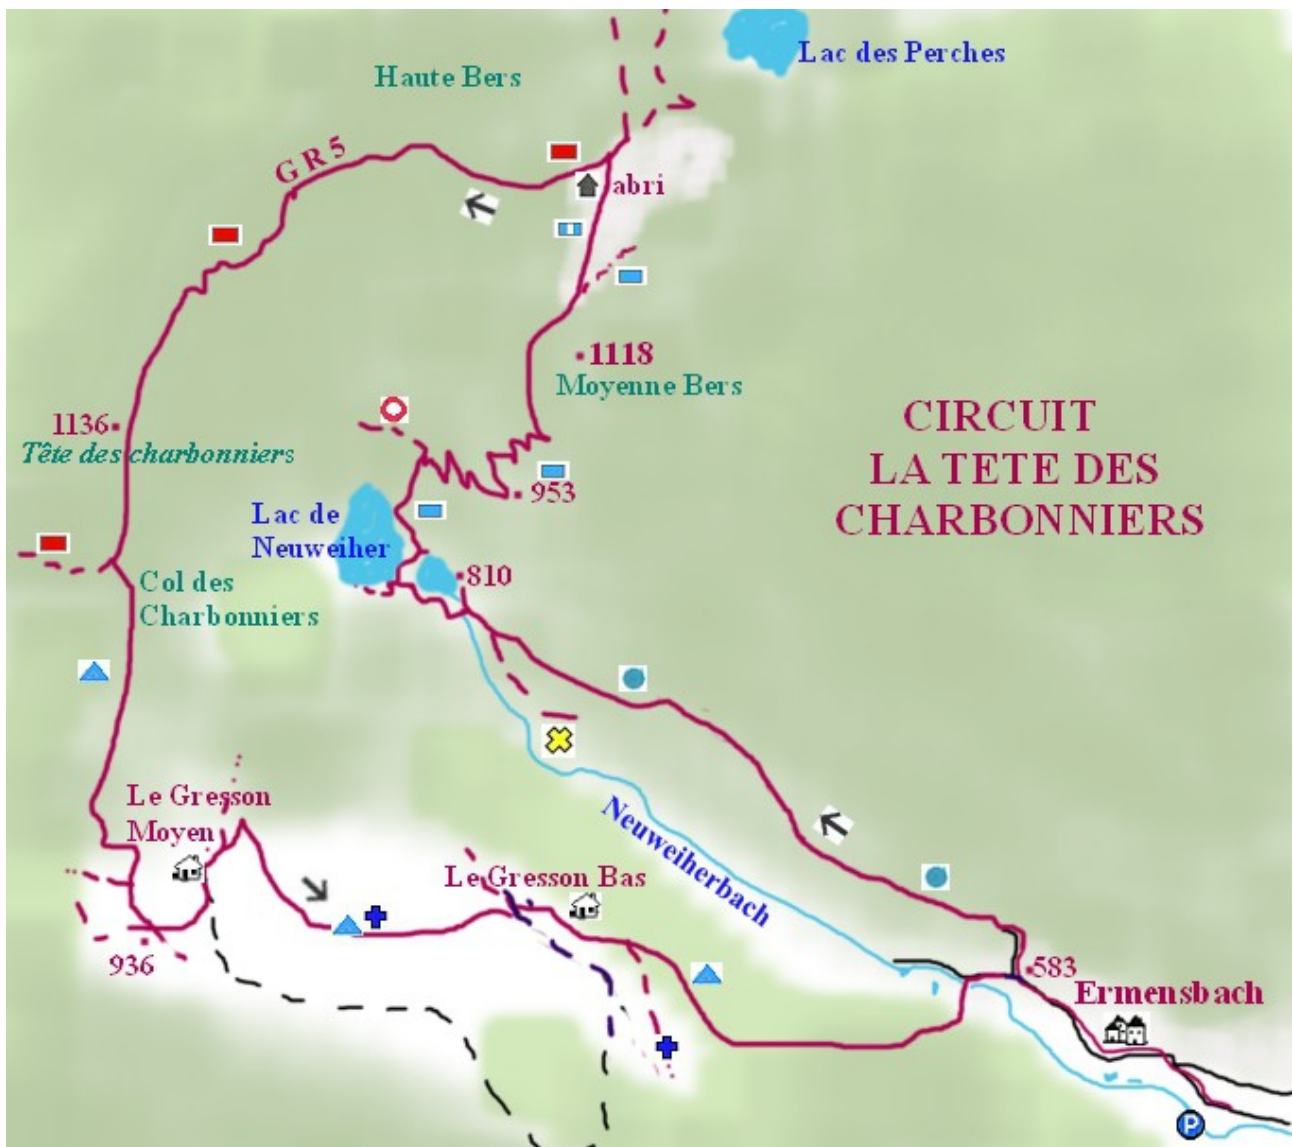 Lac des Perches
Haute Bers
G R 5
abri
1118
Moyenne Bers
1136
Tête des charbonniers
CIRCUIT
LA TETE DES
CHARBONNIERS
953
Lac de
Neuweiher
810
Col des
Charbonniers
Le Gresson
Moyen
Le Gresson Bas
Neuweiherbach
936
583
Ermensbach
P